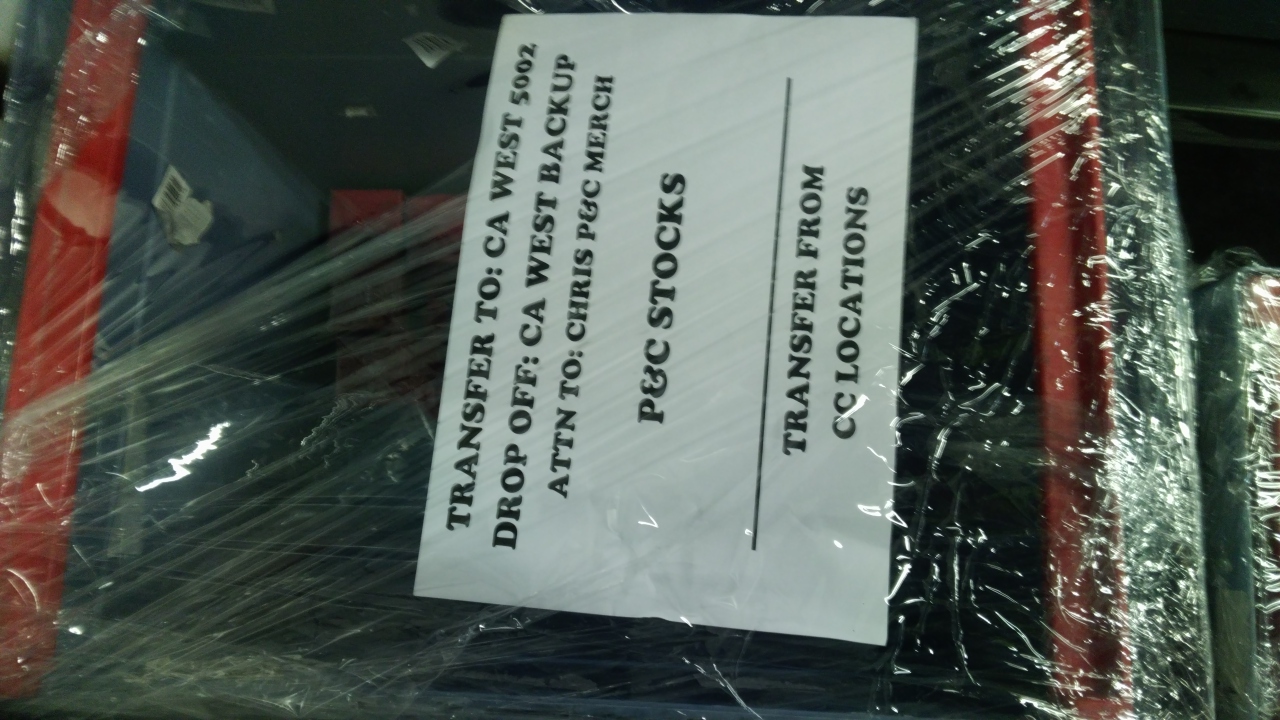 TRANSFER TO: CA WEST 5002
DROP OFF: CA WEST BACKUP
ATTN TO: CHRIS P&C MERCH
P&C STOCKS
TRANSFER FROM
CC LOCATIONS